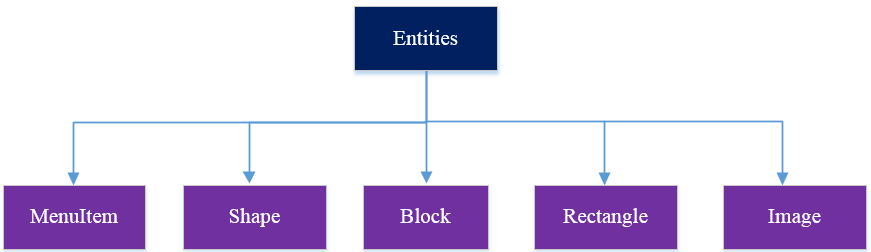 Entities
MenuItem
Shape
Block
Rectangle
Image